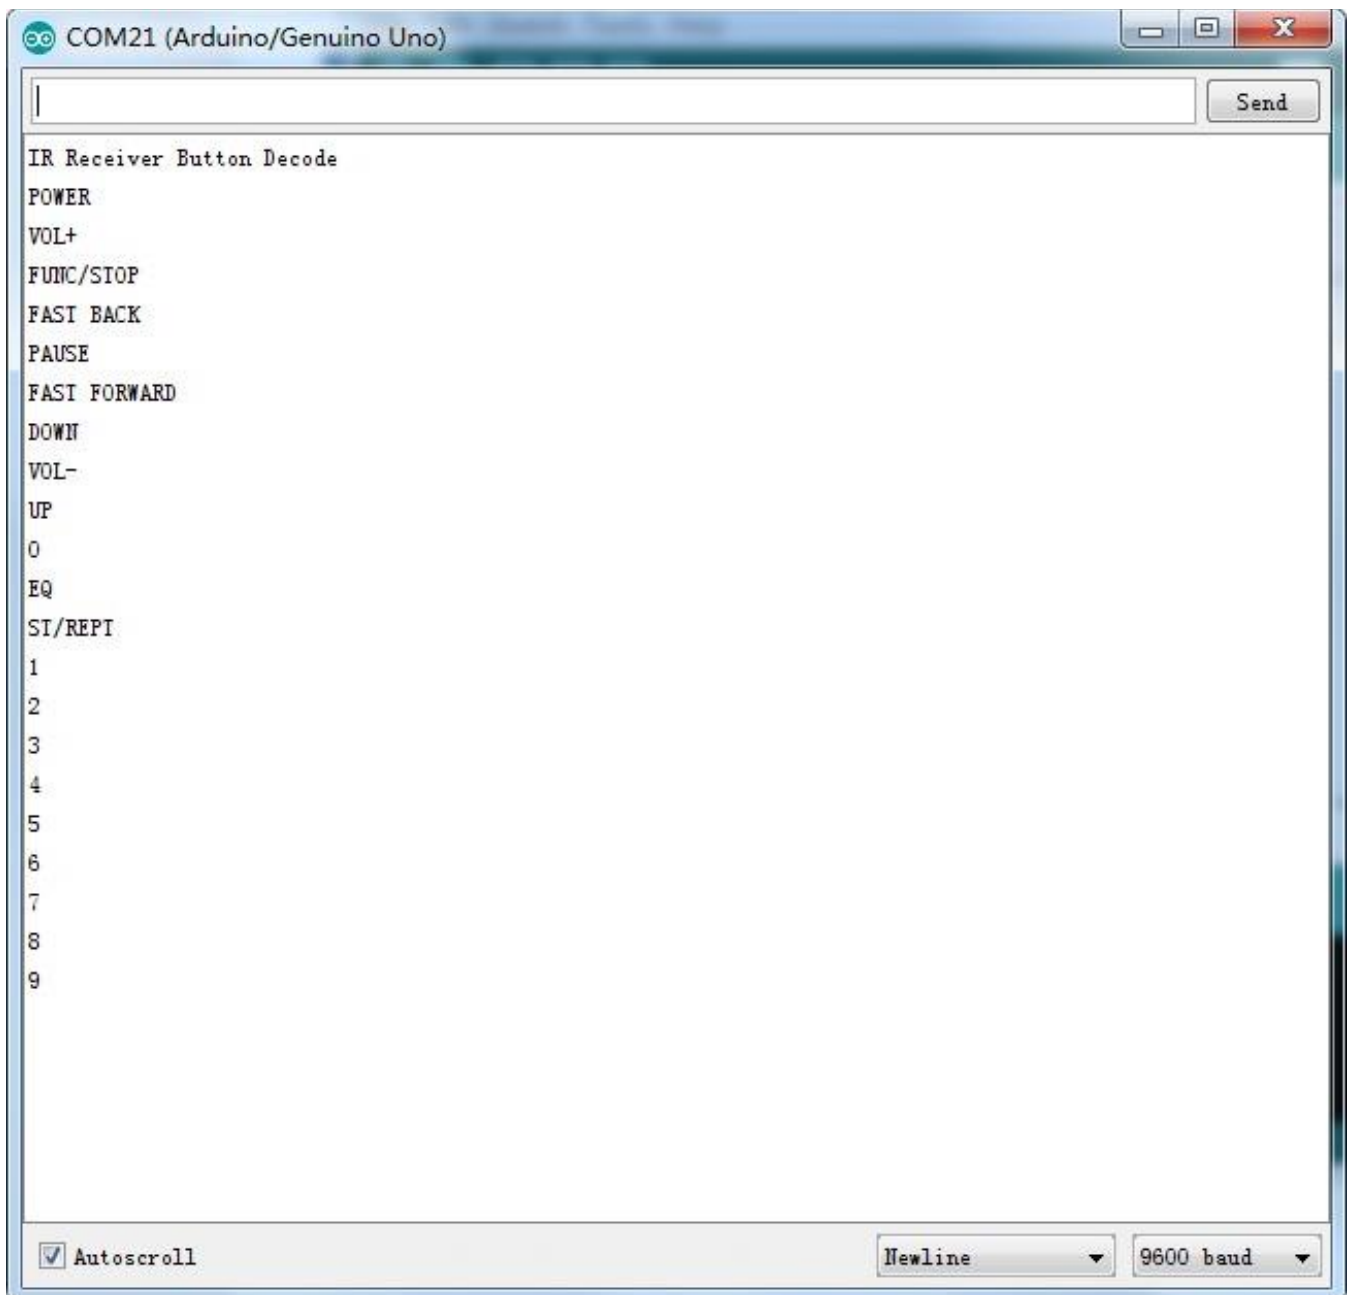 COM21 (Arduino/Genuino Uno)
Send
IR Receiver Button Decode
POWER
VOL+
FUNC/STOP
FAST BACK
PAUSE
FAST FORWARD
DOWN
VOL-
UP
0
EQ
ST/REPT
1
2
3
4
5
6
7
8
9
Autoscroll
Newline
9600 baud